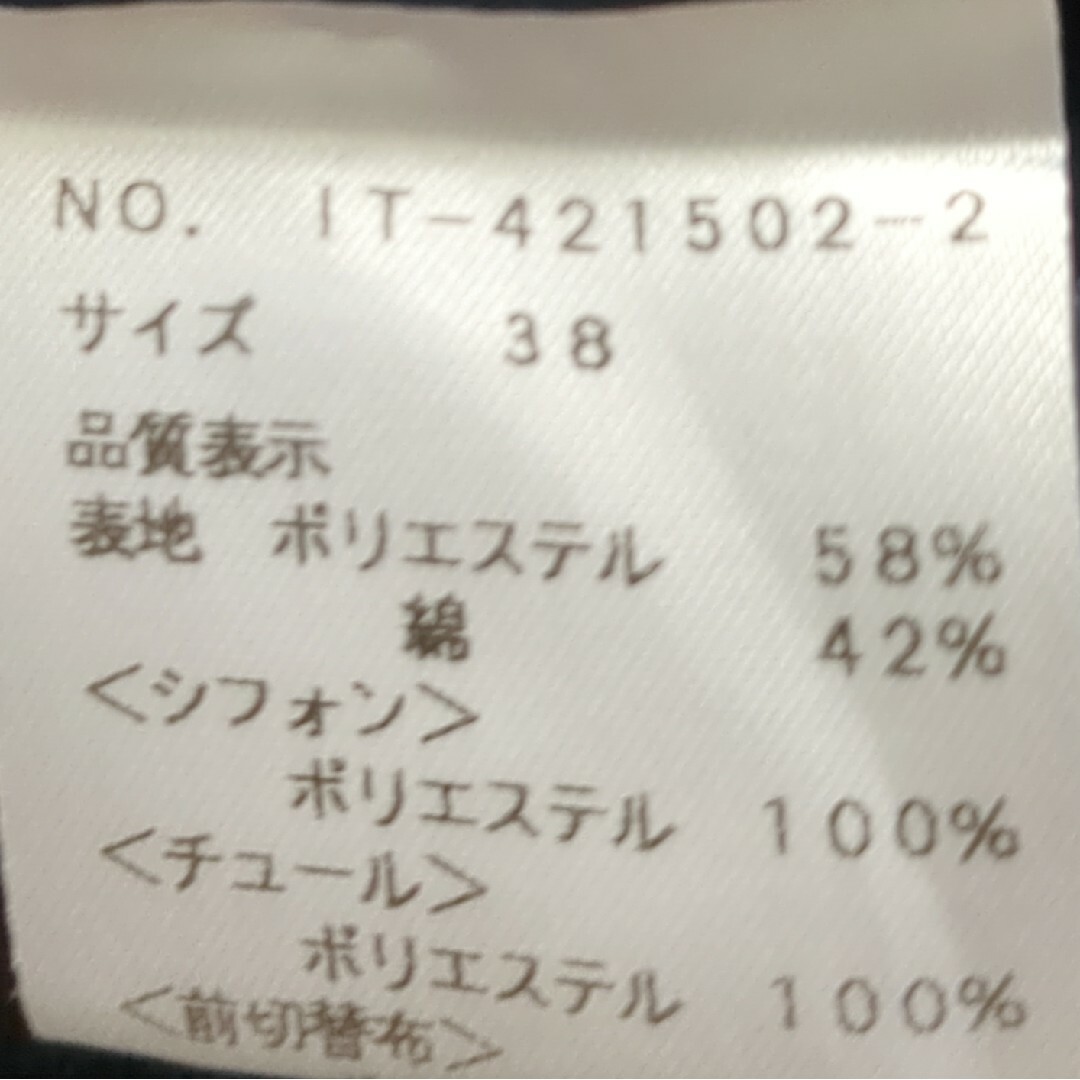 NO. IT-421502-2
サイズ 38
品質表示
表地 ポリエステル 58%
綿 42%
<シフォン>
ポリエステル 100%
<チュール>
ポリエステル 100%
<前切替布>